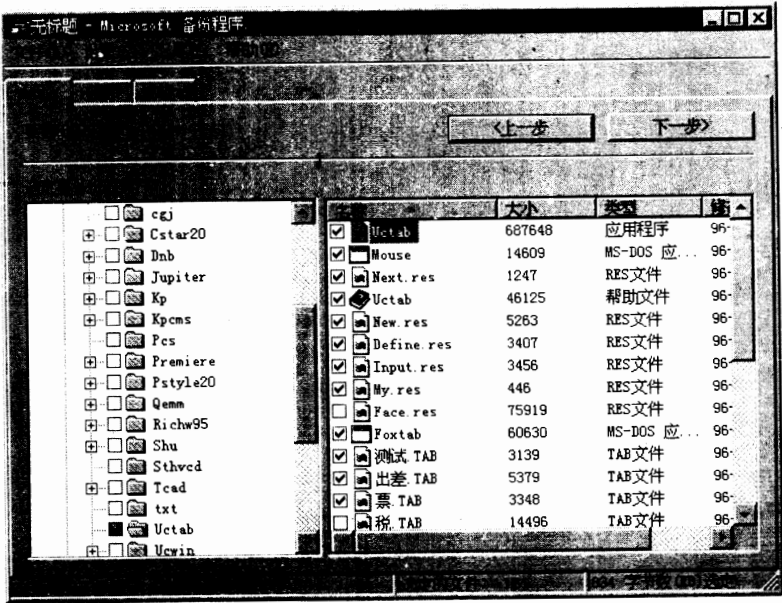 无标题 - Microsoft 备份程序
<上一步
下一步>
大小
类型
cgj
Cstar20
Dnb
Jupiter
Kp
Kpcms
Pcs
Premiere
Pstyle20
Qemm
Richw95
Shu
Sthvcd
Tcad
txt
Uctab
Ucwin
Uctab 687648 应用程序 96-
Mouse 14609 MS-DOS 应... 96-
Next.res 1247 RES文件 96-
Uctab 46125 帮助文件 96-
New.res 5263 RES文件 96-
Define.res 3407 RES文件 96-
Input.res 3456 RES文件 96-
My.res 446 RES文件 96-
Face.res 75919 RES文件 96-
Foxtab 60630 MS-DOS 应... 96-
测试.TAB 3139 TAB文件 96-
出差.TAB 5379 TAB文件 96-
票.TAB 3348 TAB文件 96-
税.TAB 14496 TAB文件 96-